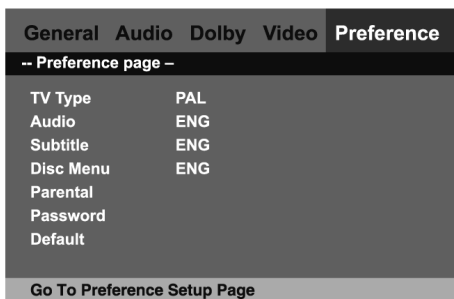 General Audio Dolby Video Preference
-- Preference page –
TV Type PAL
Audio ENG
Subtitle ENG
Disc Menu ENG
Parental
Password
Default
Go To Preference Setup Page